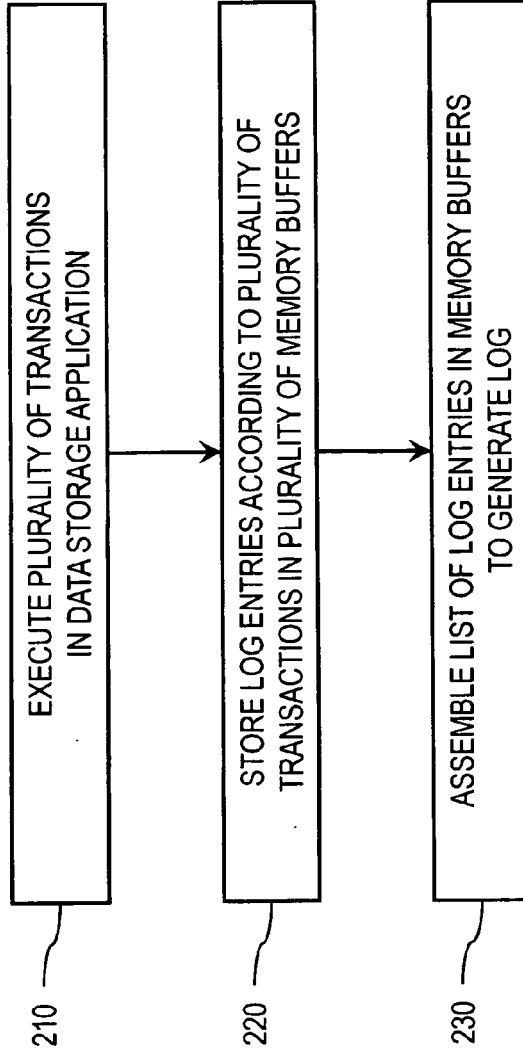 210
EXECUTE PLURALITY OF TRANSACTIONS
IN DATA STORAGE APPLICATION
220
STORE LOG ENTRIES ACCORDING TO PLURALITY OF
TRANSACTIONS IN PLURALITY OF MEMORY BUFFERS
230
ASSEMBLE LIST OF LOG ENTRIES IN MEMORY BUFFERS
TO GENERATE LOG